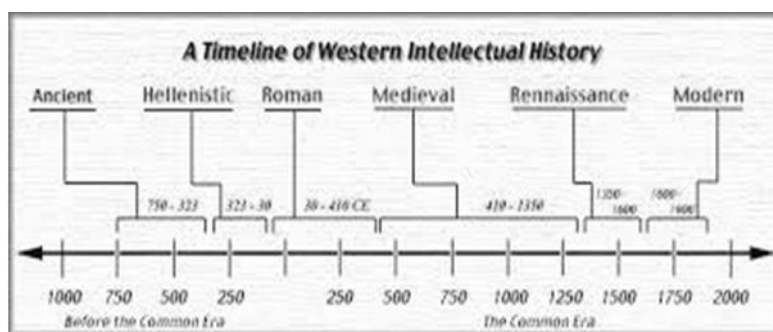 A Timeline of Western Intellectual History
Ancient Hellenistic Roman Medieval Rennaissance Modern
750 - 323 323 - 30 30 - 410 CE 410 - 1350 1350- 1600 1600- 1900
1000 750 500 250 250 500 750 1000 1250 1500 1750 2000
Before the Common Era The Common Era